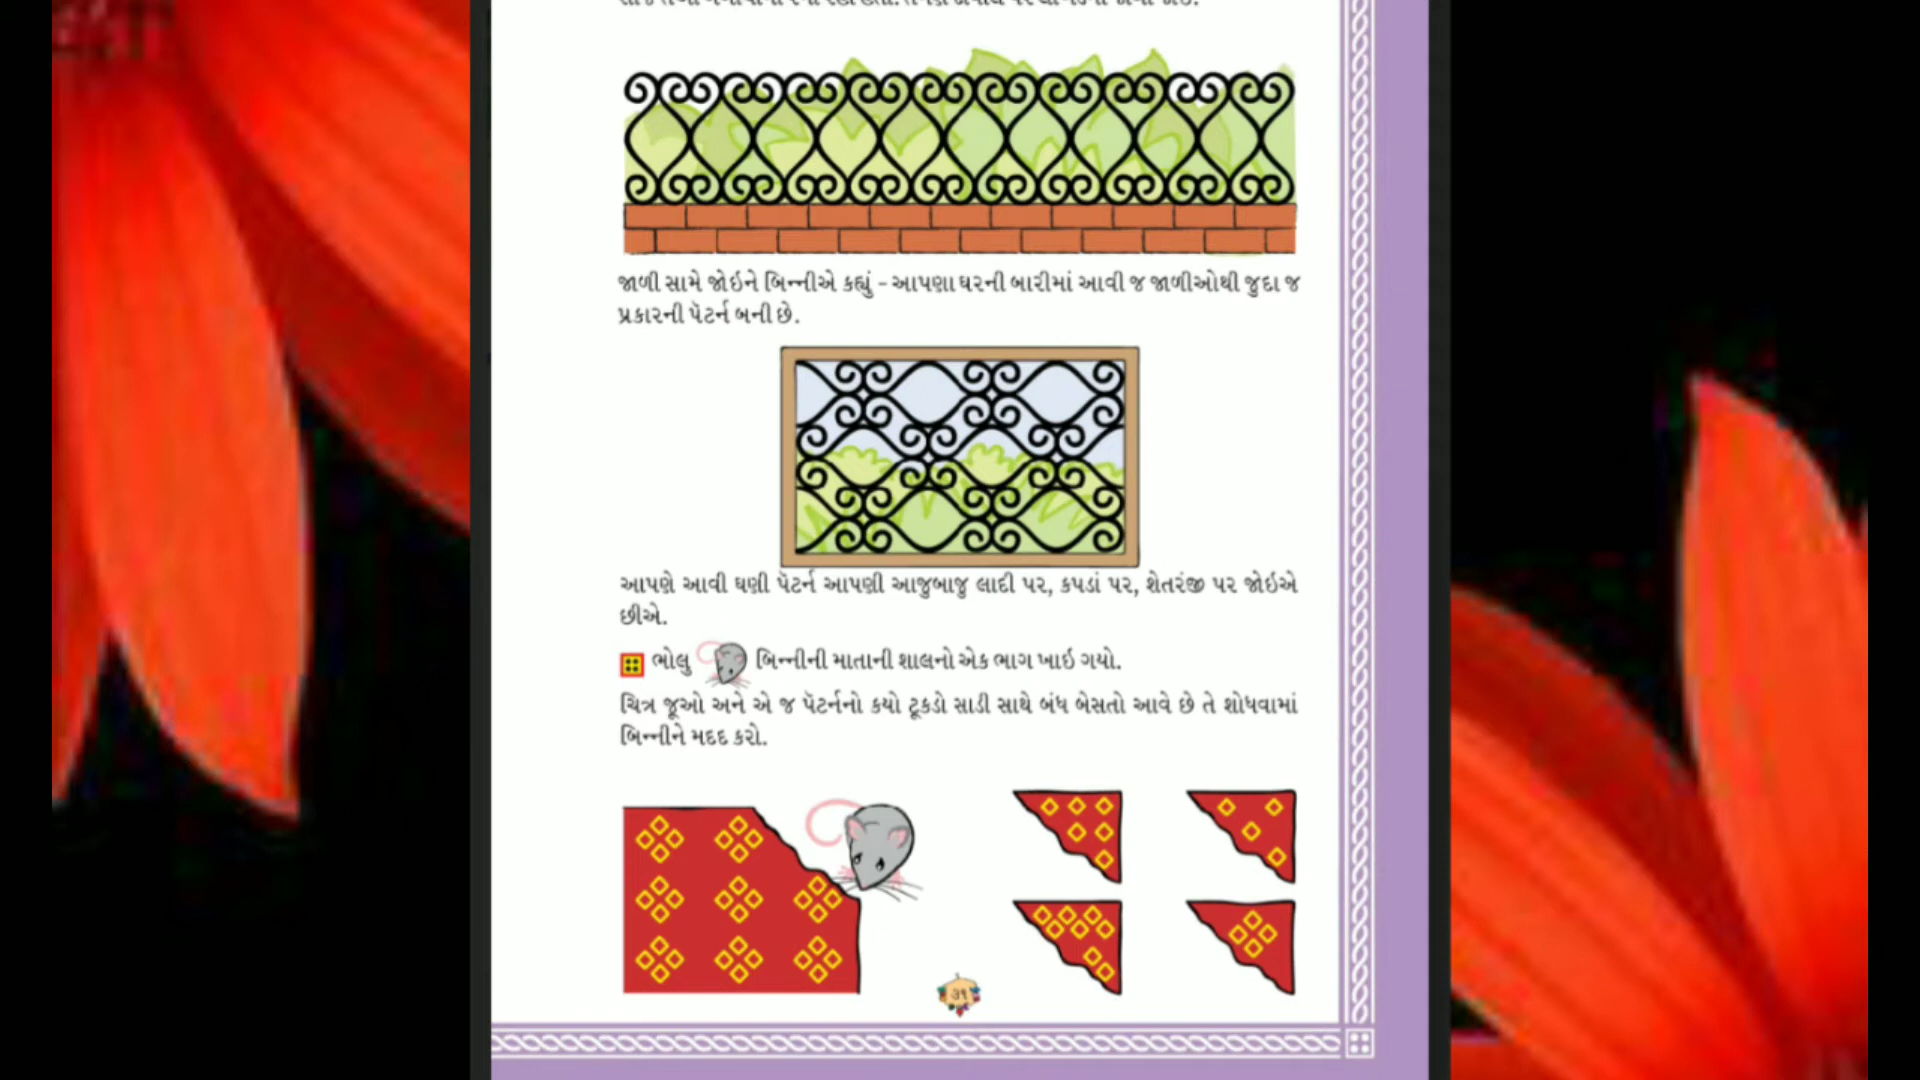 જાળી સામે જોઇને બિન્નીએ કહ્યું - આપણા ઘરની બારીમાં આવી જ જાળીઓથી જુદા જ
પ્રકારની પૅટર્ન બની છે.
આપણે આવી ઘણી પૅટર્ન આપણી આજુબાજુ લાદી પર, કપડાં પર, શેતરંજી પર જોઇએ
છીએ.
ભોલુ બિન્નીની માતાની શાલનો એક ભાગ ખાઇ ગયો.
ચિત્ર જૂઓ અને એ જ પૅટર્નનો કયો ટૂકડો સાડી સાથે બંધ બેસતો આવે છે તે શોધવામાં
બિન્નીને મદદ કરો.
૩૧